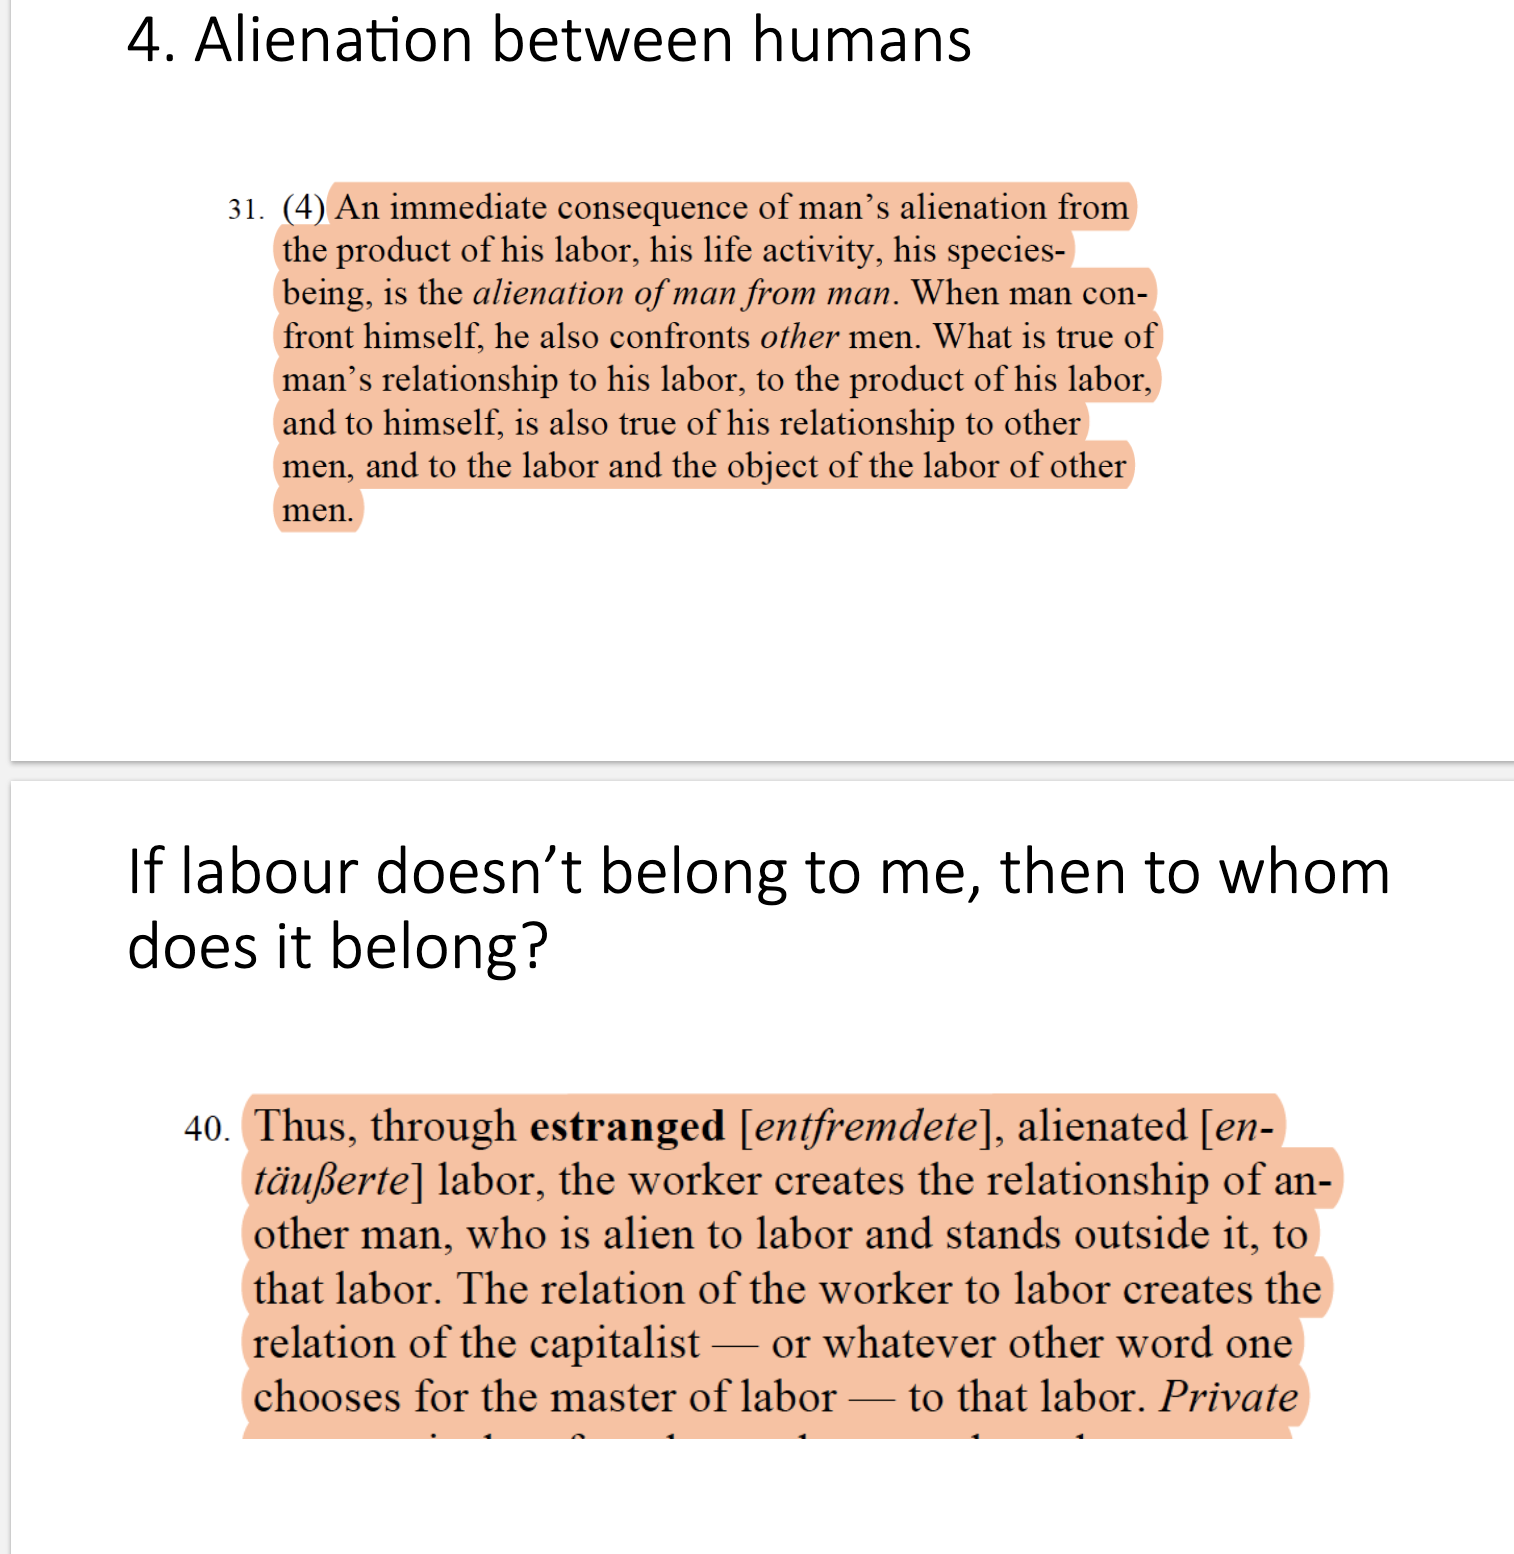 4. Alienation between humans
31. (4) An immediate consequence of man’s alienation from
the product of his labor, his life activity, his species-
being, is the alienation of man from man. When man con-
front himself, he also confronts other men. What is true of
man’s relationship to his labor, to the product of his labor,
and to himself, is also true of his relationship to other
men, and to the labor and the object of the labor of other
men.
If labour doesn’t belong to me, then to whom
does it belong?
40. Thus, through estranged [entfremdete], alienated [en-
täußerte] labor, the worker creates the relationship of an-
other man, who is alien to labor and stands outside it, to
that labor. The relation of the worker to labor creates the
relation of the capitalist — or whatever other word one
chooses for the master of labor — to that labor. Private